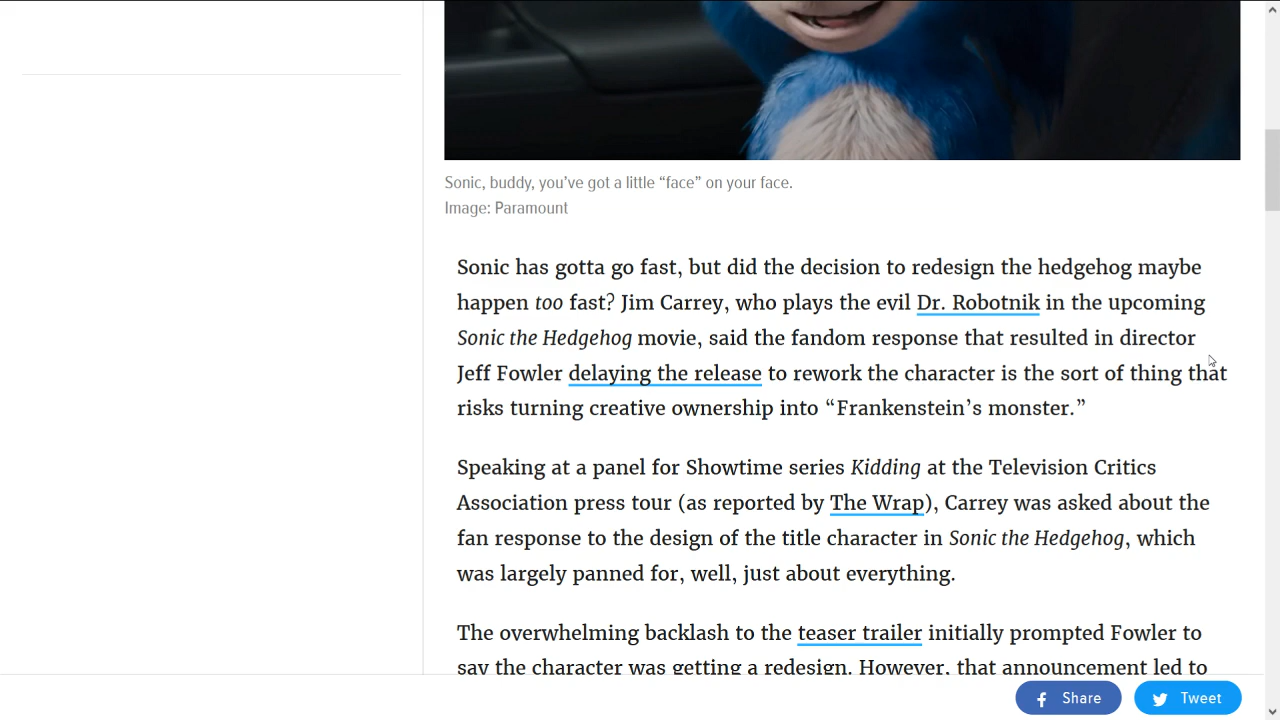 Sonic, buddy, you’ve got a little “face” on your face.
Image: Paramount
Sonic has gotta go fast, but did the decision to redesign the hedgehog maybe
happen too fast? Jim Carrey, who plays the evil Dr. Robotnik in the upcoming
Sonic the Hedgehog movie, said the fandom response that resulted in director
Jeff Fowler delaying the release to rework the character is the sort of thing that
risks turning creative ownership into “Frankenstein’s monster.”
Speaking at a panel for Showtime series Kidding at the Television Critics
Association press tour (as reported by The Wrap), Carrey was asked about the
fan response to the design of the title character in Sonic the Hedgehog, which
was largely panned for, well, just about everything.
The overwhelming backlash to the teaser trailer initially prompted Fowler to
say the character was getting a redesign. However, that announcement led to
Share Tweet